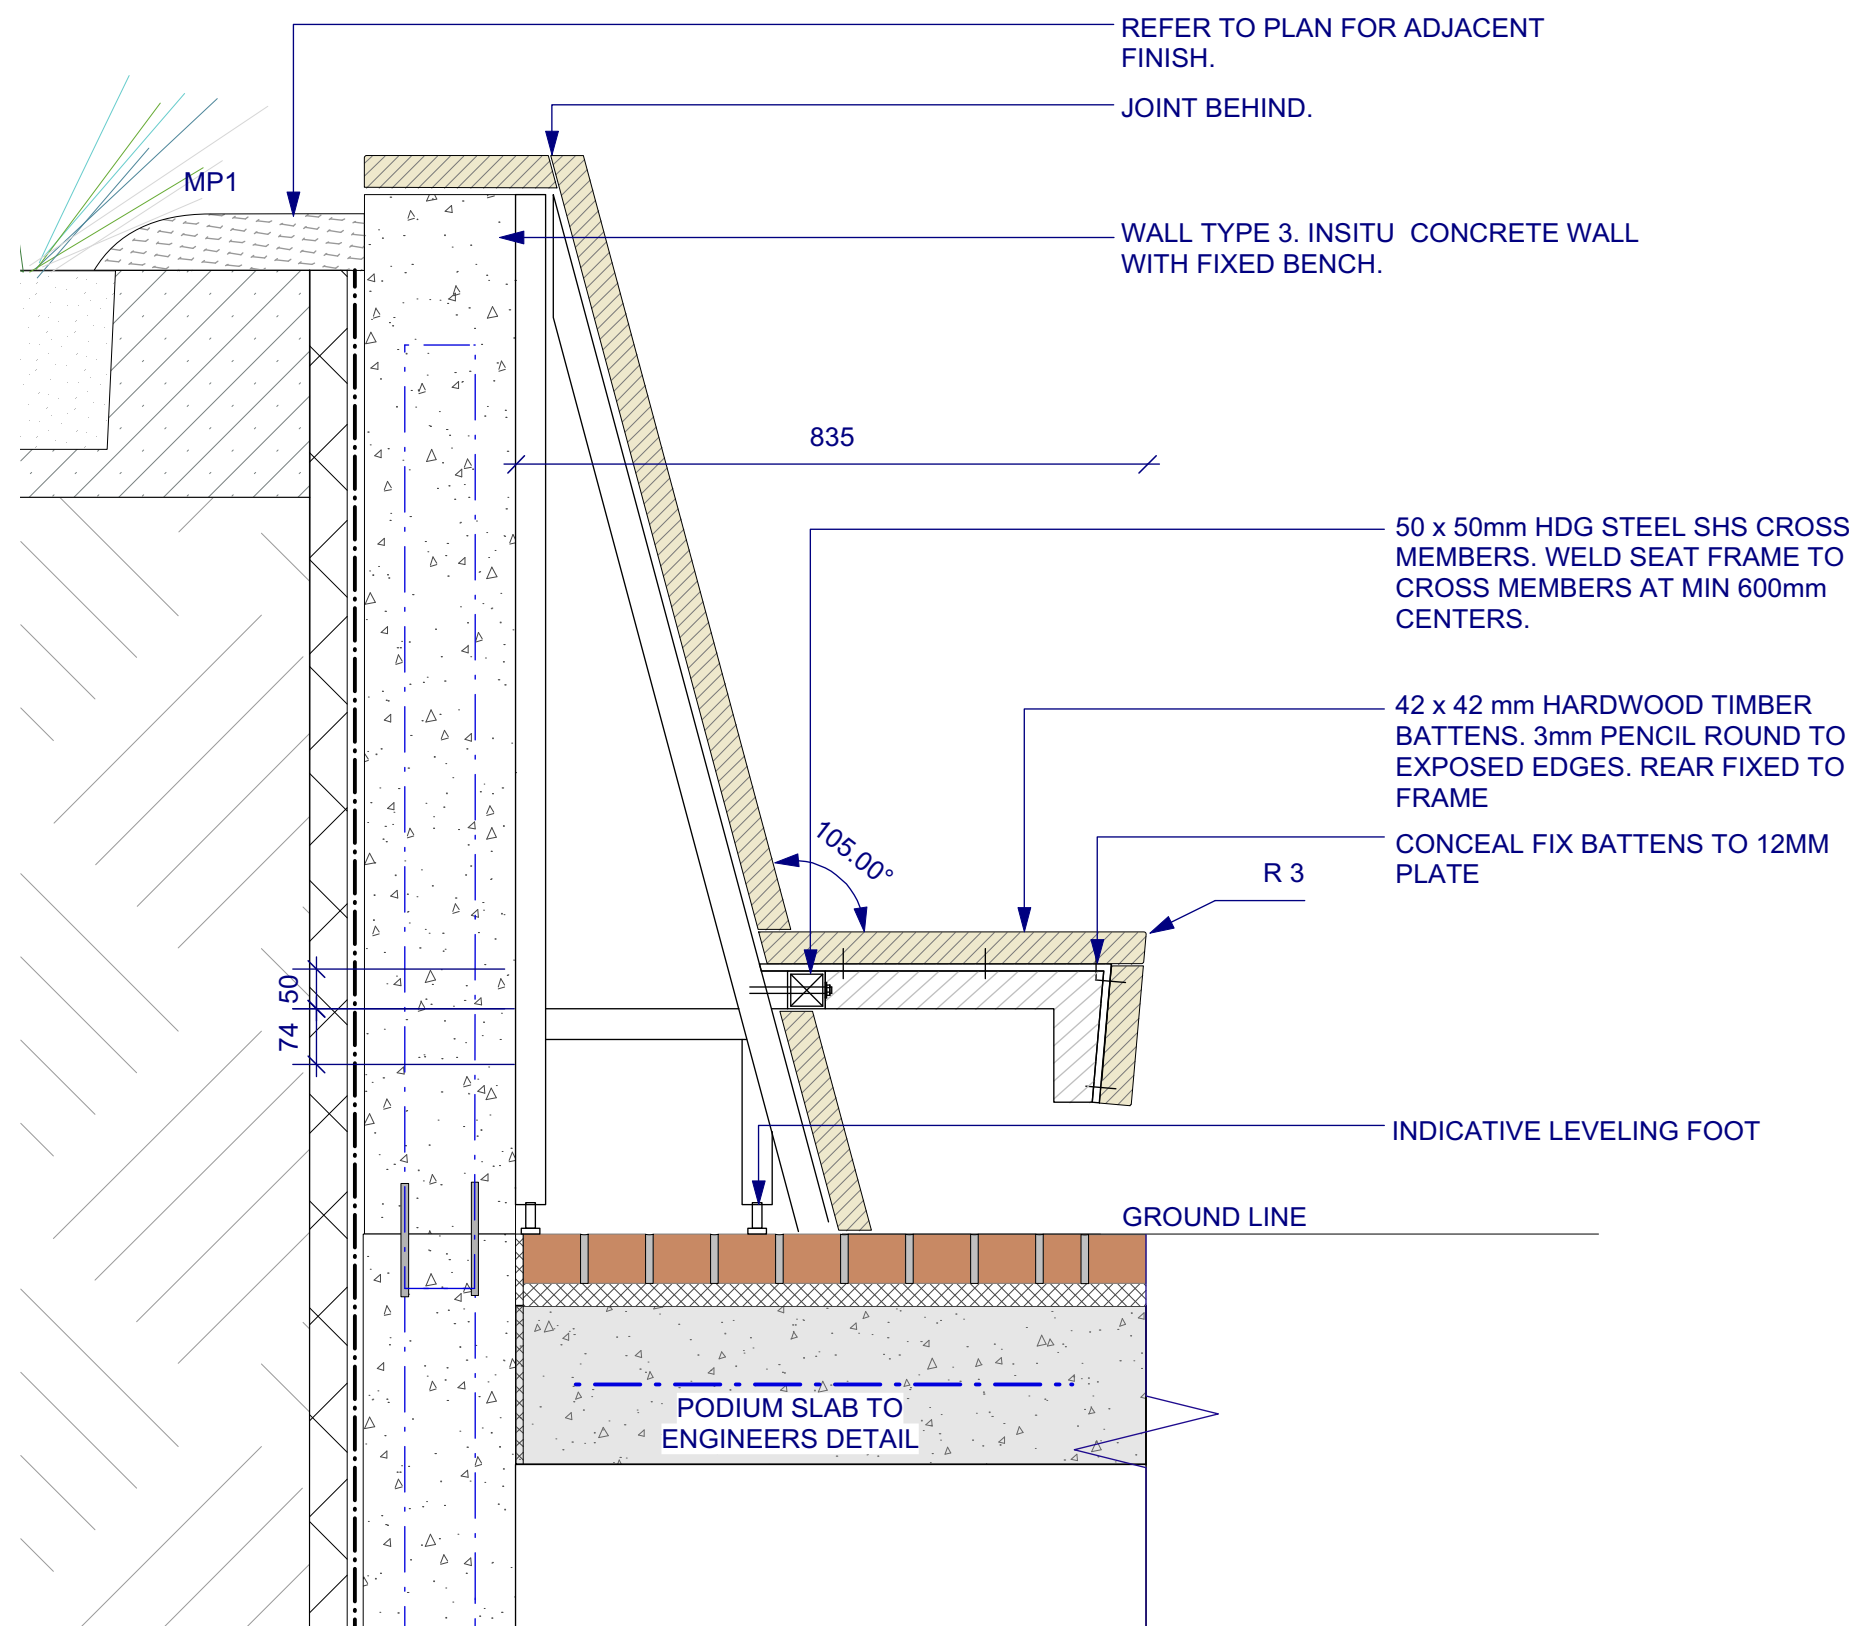 REFER TO PLAN FOR ADJACENT
FINISH.
JOINT BEHIND.
MP1
WALL TYPE 3. INSITU  CONCRETE WALL
WITH FIXED BENCH.
835
50 x 50mm HDG STEEL SHS CROSS
MEMBERS. WELD SEAT FRAME TO
CROSS MEMBERS AT MIN 600mm
CENTERS.
42 x 42 mm HARDWOOD TIMBER
BATTENS. 3mm PENCIL ROUND TO
EXPOSED EDGES. REAR FIXED TO
FRAME
105.00°
CONCEAL FIX BATTENS TO 12MM
PLATE
R 3
50
74
INDICATIVE LEVELING FOOT
GROUND LINE
PODIUM SLAB TO
ENGINEERS DETAIL